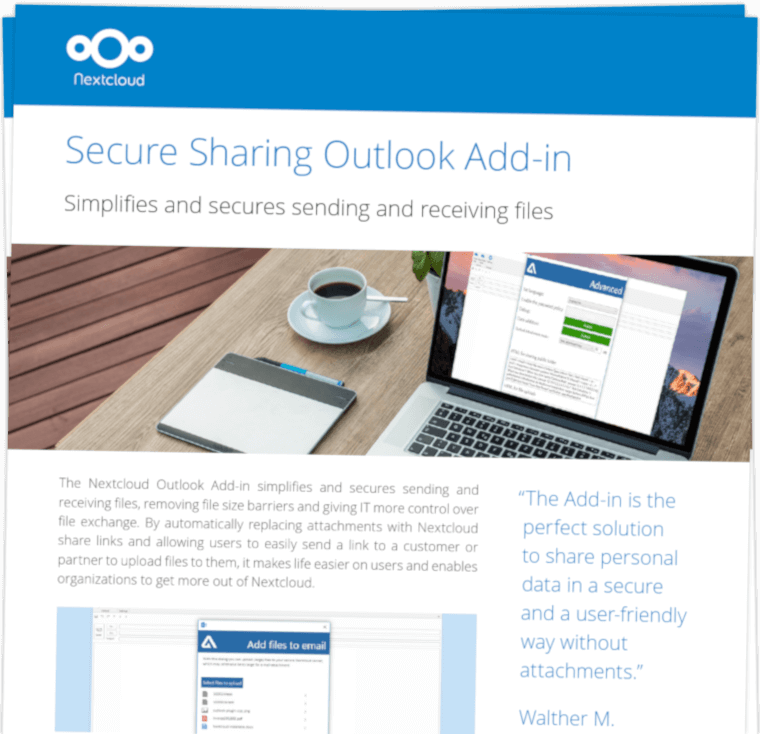 Nextcloud
Secure Sharing Outlook Add-in
Simplifies and secures sending and receiving files
Advanced
The Nextcloud Outlook Add-in simplifies and secures sending and
receiving files, removing file size barriers and giving IT more control over
file exchange. By automatically replacing attachments with Nextcloud
share links and allowing users to easily send a link to a customer or
partner to upload files to them, it makes life easier on users and enables
organizations to get more out of Nextcloud.
“The Add-in is the
perfect solution
to share personal
data in a secure
and a user-friendly
way without
attachments.”
Walther M.
Add files to email
Select files to upload